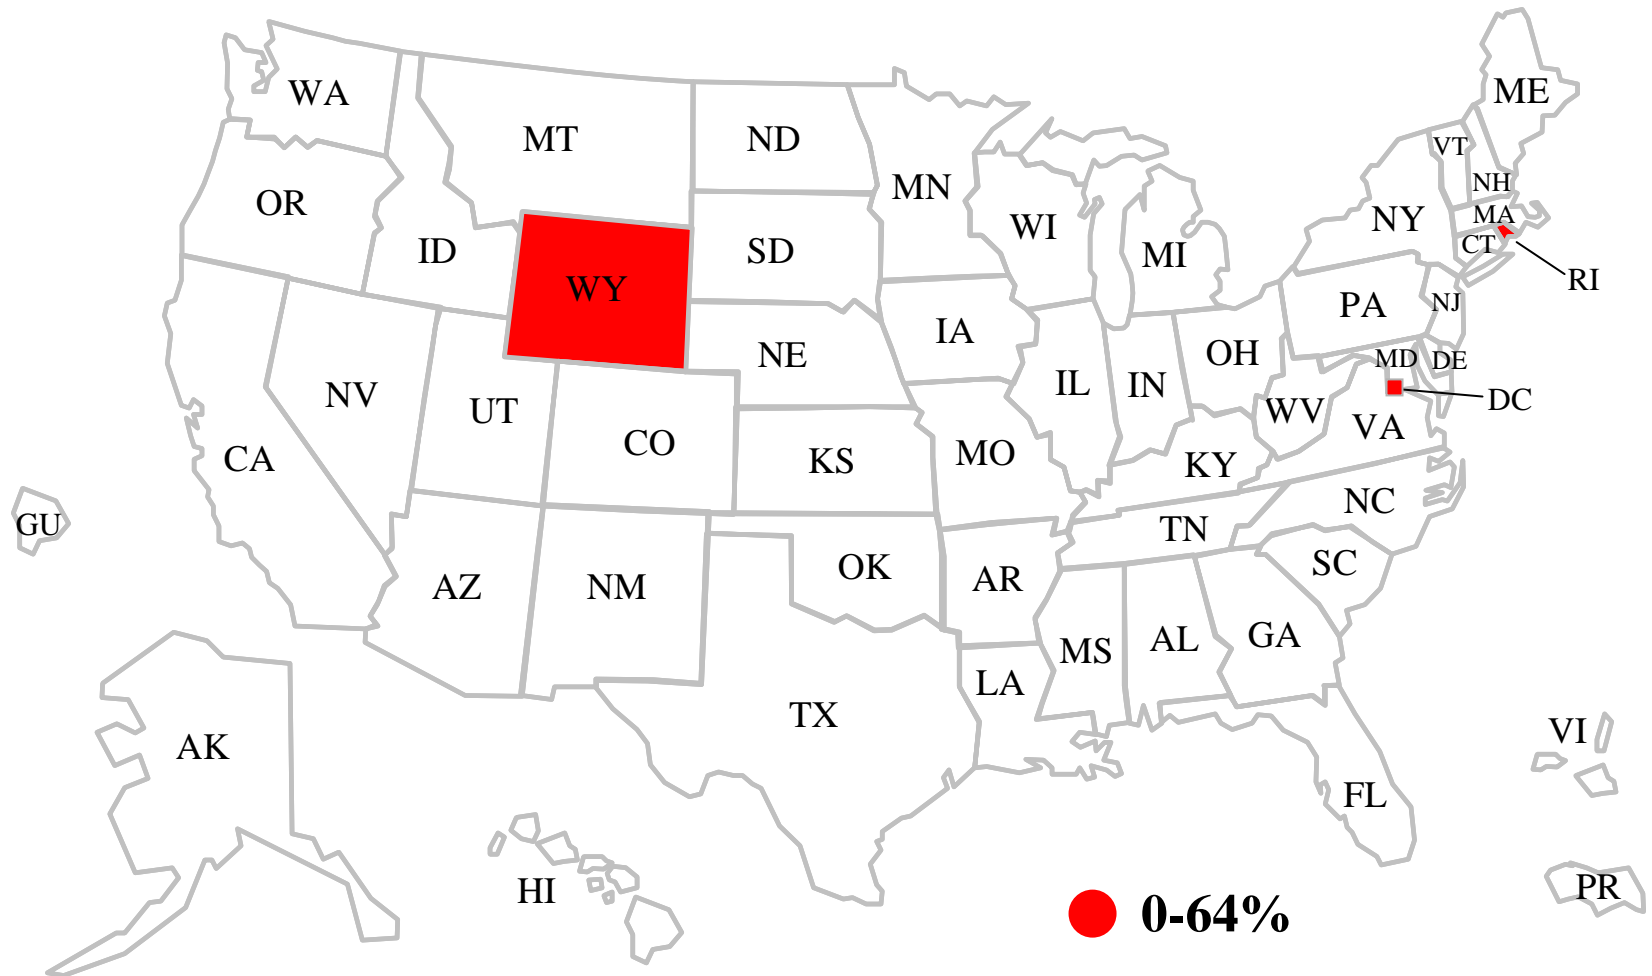 WA
MT
ND
MN
ME
VT
NH
MA
OR
ID
WY
SD
WI
MI
NY
CT
RI
NV
UT
CO
NE
IA
IL
IN
OH
PA
NJ
MD
DE
DC
CA
KS
MO
KY
WV
VA
GU
AZ
NM
OK
AR
TN
NC
SC
TX
LA
MS
AL
GA
FL
AK
HI
VI
PR
0-64%